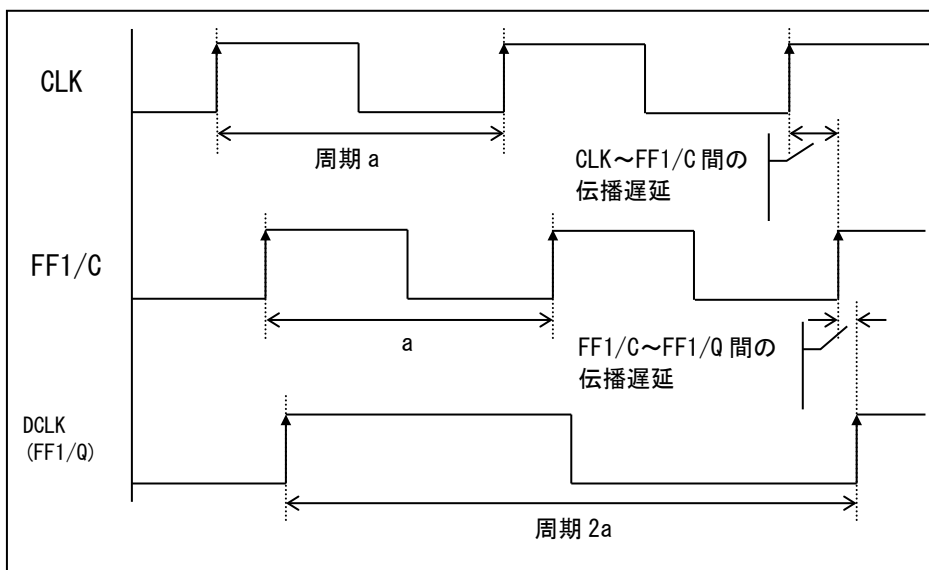 CLK
周期 a
CLK～FF1/C 間の
伝播遅延
FF1/C
a
FF1/C～FF1/Q 間の
伝播遅延
DCLK
(FF1/Q)
周期 2a